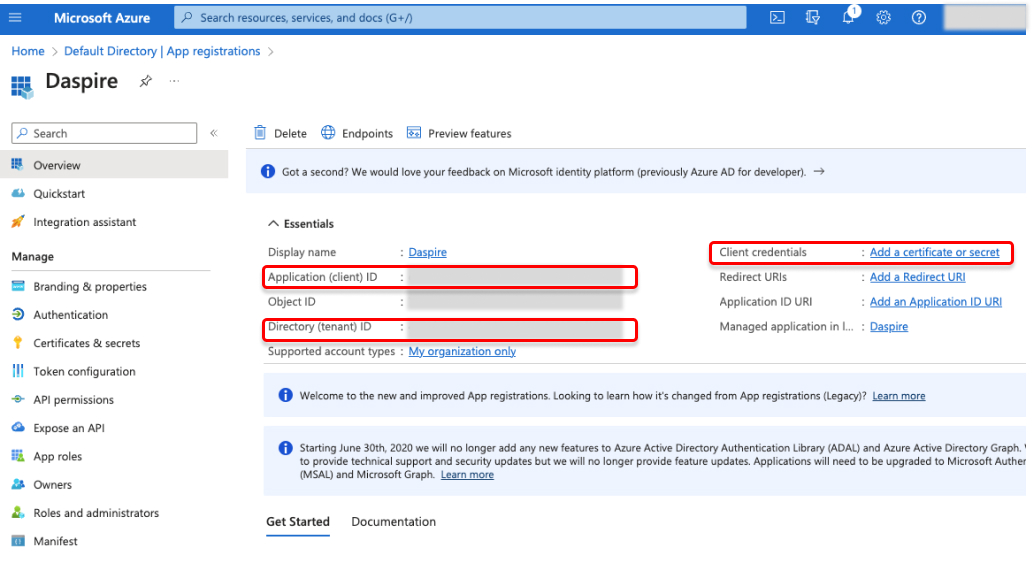 Microsoft Azure
Search resources, services, and docs (G+/)
1
Home > Default Directory | App registrations >
Daspire
...
Search
«
Delete
Endpoints
Preview features
Overview
Quickstart
Integration assistant
Manage
Branding & properties
Authentication
Certificates & secrets
Token configuration
API permissions
Expose an API
App roles
Owners
Roles and administrators
Manifest
Got a second? We would love your feedback on Microsoft identity platform (previously Azure AD for developer). →
Essentials
Display name : Daspire
Application (client) ID :
Object ID :
Directory (tenant) ID :
Supported account types : My organization only
Client credentials : Add a certificate or secret
Redirect URIs : Add a Redirect URI
Application ID URI : Add an Application ID URI
Managed application in l... : Daspire
Welcome to the new and improved App registrations. Looking to learn how it's changed from App registrations (Legacy)? Learn more
Starting June 30th, 2020 we will no longer add any new features to Azure Active Directory Authentication Library (ADAL) and Azure Active Directory Graph.
to provide technical support and security updates but we will no longer provide feature updates. Applications will need to be upgraded to Microsoft Authen
(MSAL) and Microsoft Graph. Learn more
Get Started
Documentation